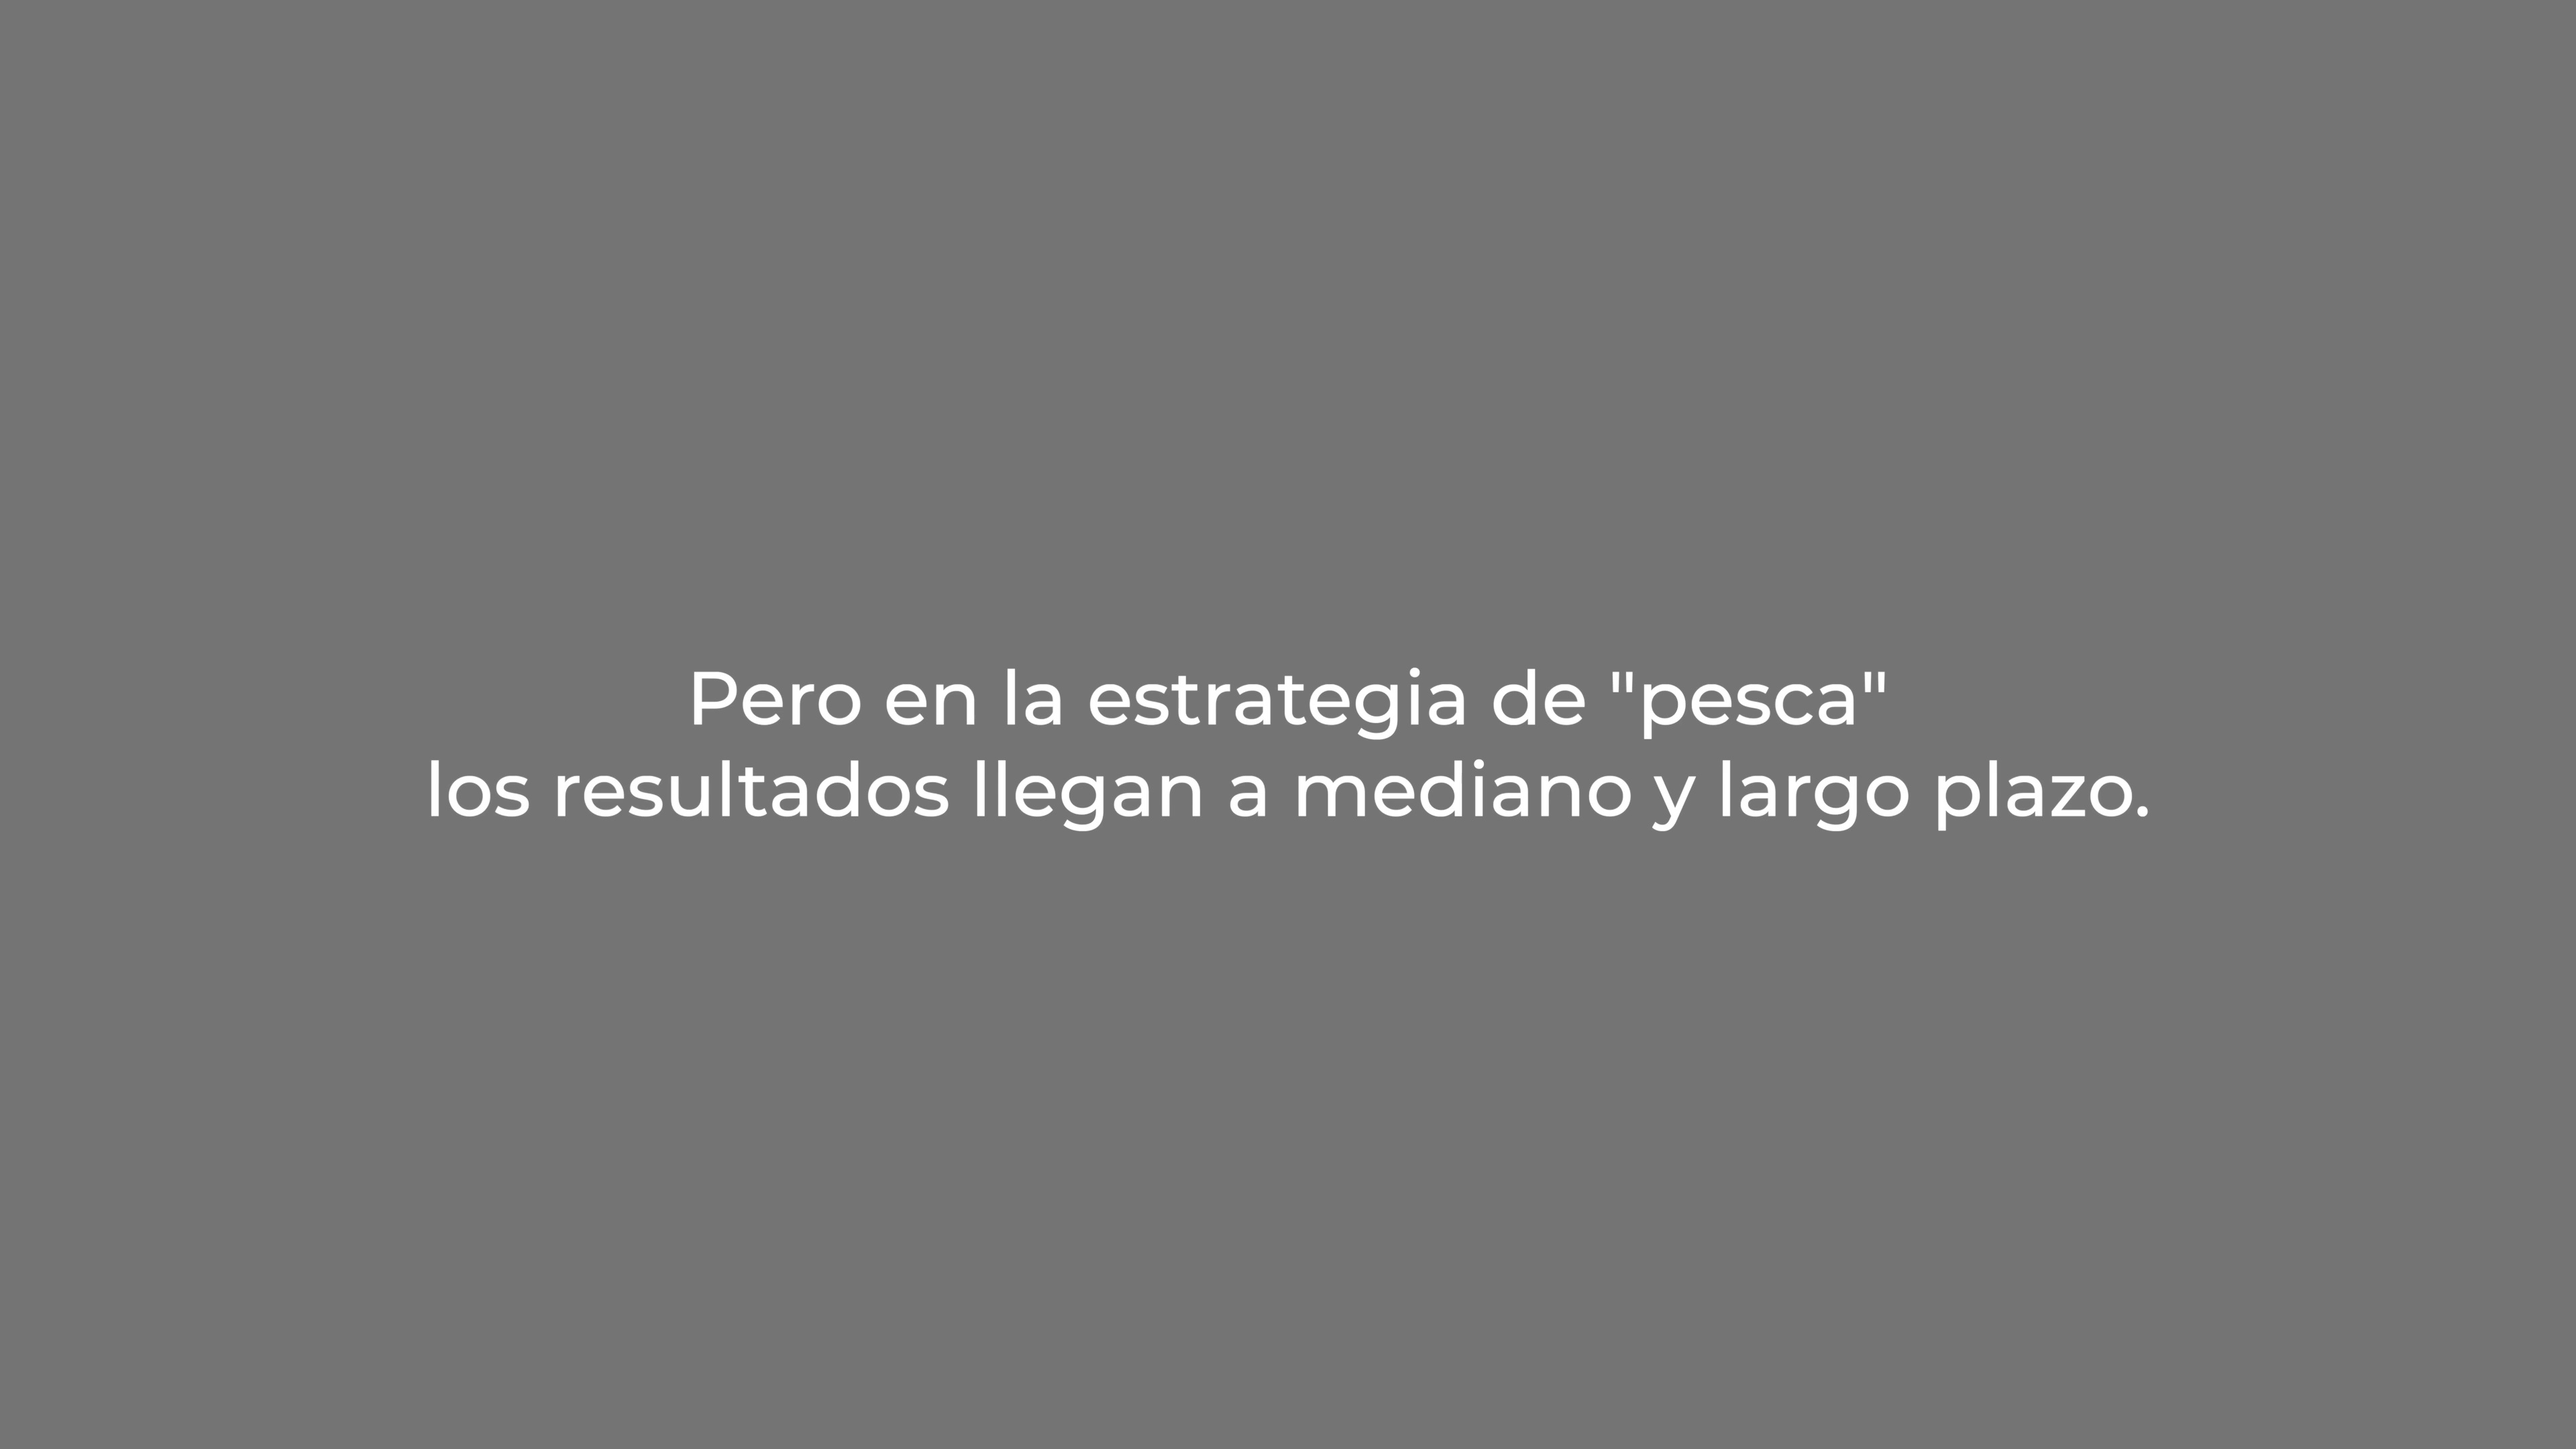 Pero en la estrategia de "pesca"
los resultados llegan a mediano y largo plazo.